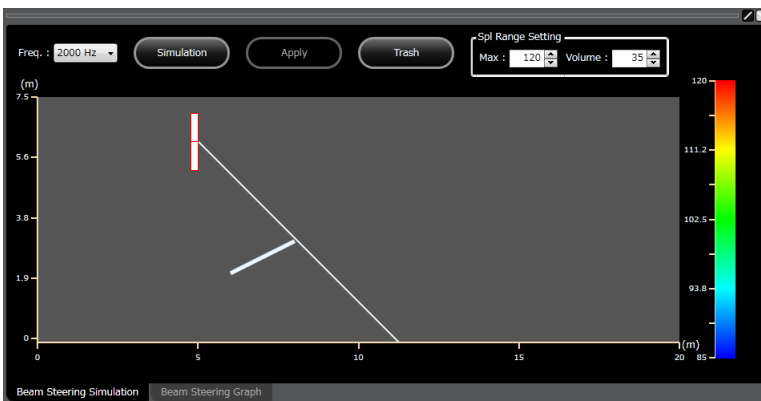 Spl Range Setting
Freq. : 2000 Hz Simulation Apply Trash Max : 120 Volume : 35
(m)
7.5
5.6
3.8
1.9
0
0 5 10 15 20
(m)
120
111.2
102.5
93.8
85
Beam Steering Simulation Beam Steering Graph